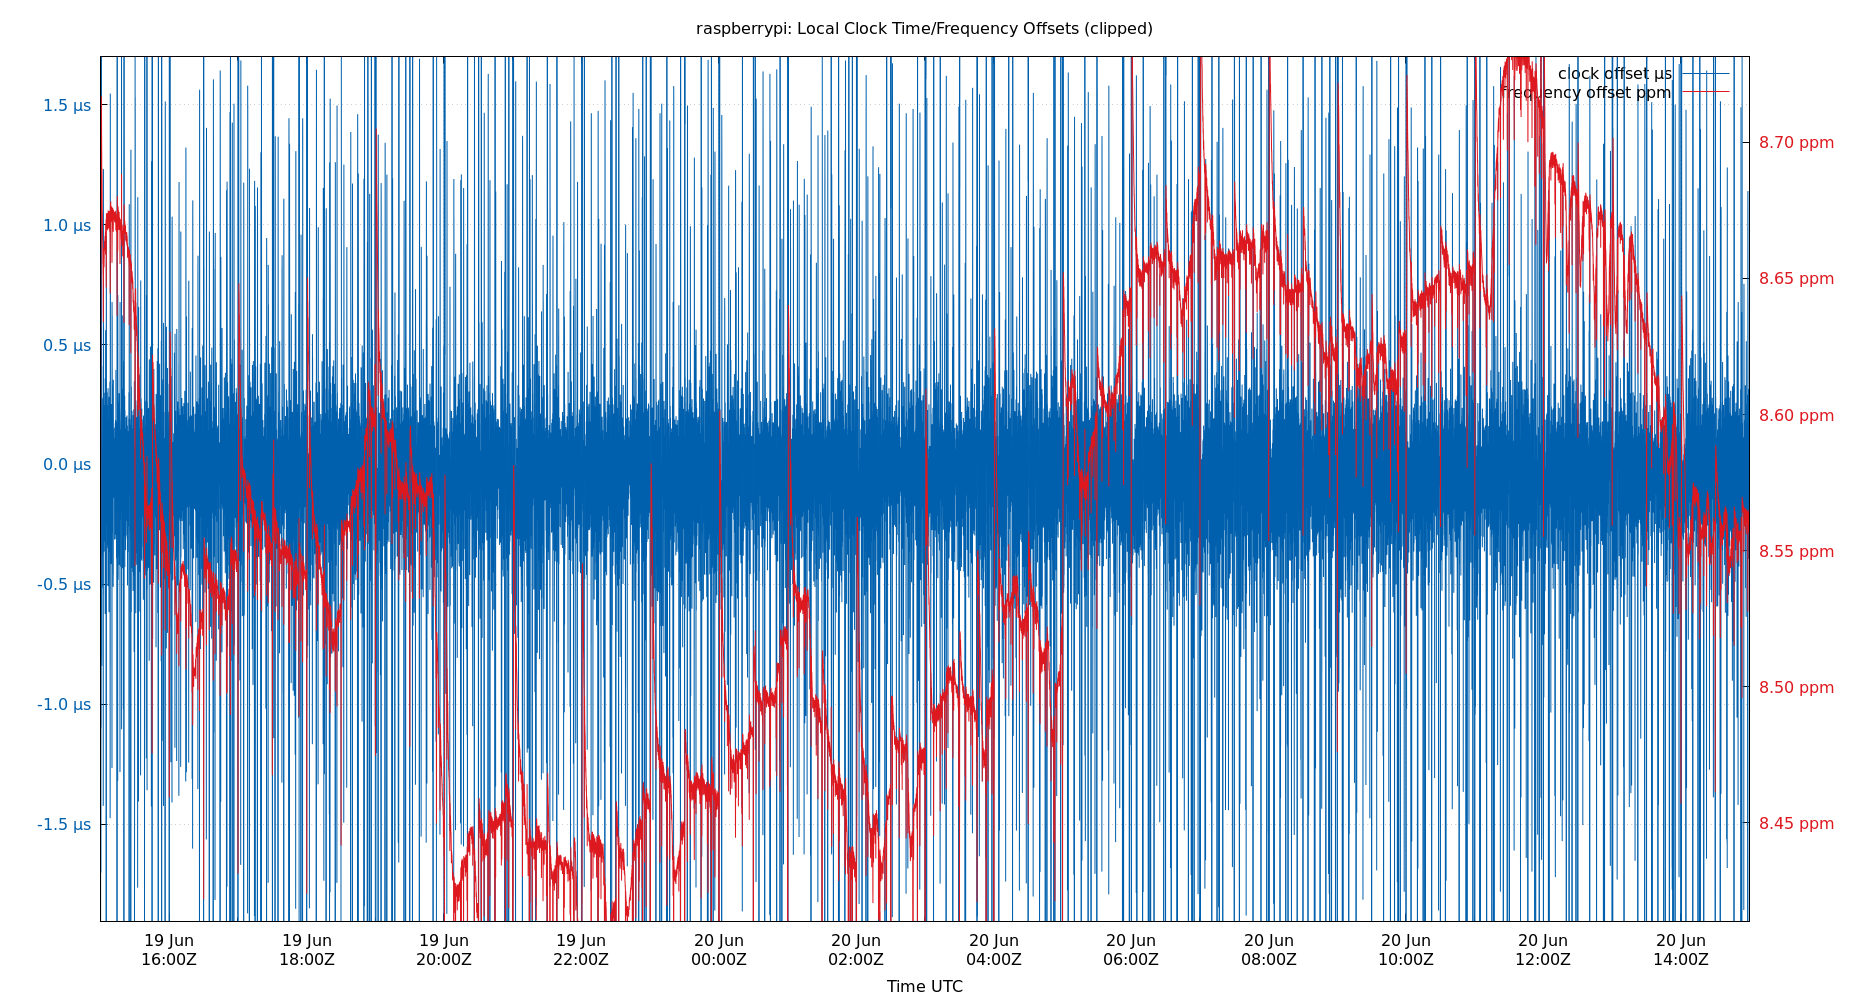 raspberrypi: Local Clock Time/Frequency Offsets (clipped)
clock offset µs
frequency offset ppm
1.5 µs
1.0 µs
0.5 µs
0.0 µs
-0.5 µs
-1.0 µs
-1.5 µs
8.70 ppm
8.65 ppm
8.60 ppm
8.55 ppm
8.50 ppm
8.45 ppm
19 Jun 19 Jun 19 Jun 19 Jun 20 Jun 20 Jun 20 Jun 20 Jun 20 Jun 20 Jun 20 Jun 20 Jun
16:00Z 18:00Z 20:00Z 22:00Z 00:00Z 02:00Z 04:00Z 06:00Z 08:00Z 10:00Z 12:00Z 14:00Z
Time UTC